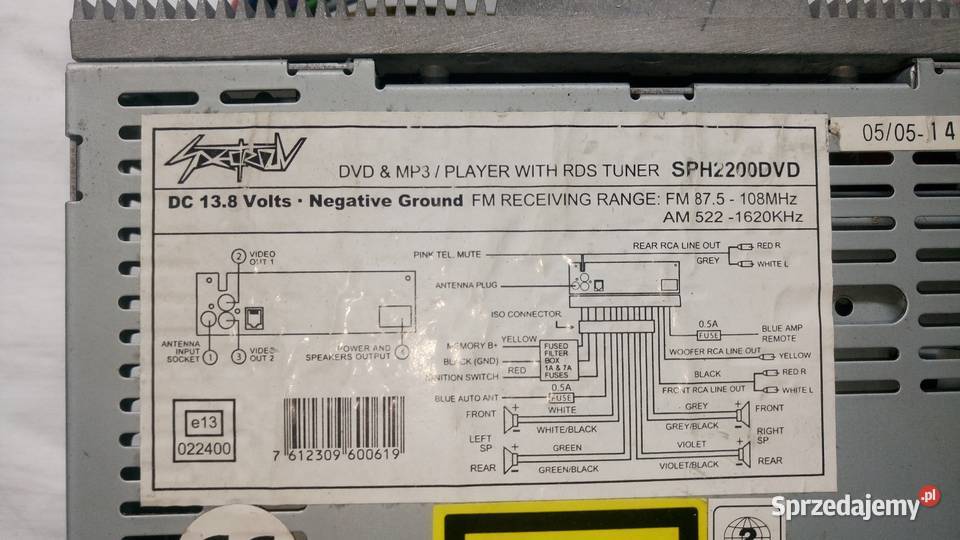 SPECTRON
05/05-14
DVD & MP3 / PLAYER WITH RDS TUNER SPH2200DVD
DC 13.8 Volts · Negative Ground FM RECEIVING RANGE: FM 87.5 - 108MHz
AM 522 -1620KHz
2 VIDEO
OUT 1
ANTENNA
INPUT
SOCKET 1
3 VIDEO
OUT 2
POWER AND
SPEAKERS OUTPUT 4
PINK TEL. MUTE
REAR RCA LINE OUT
RED R
GREY
WHITE L
ANTENNA PLUG
ISO CONNECTOR
YELLOW
MEMORY B+
BLACK (GND)
RED
IGNITION SWITCH
FUSED
FILTER
BOX
1A & 7A
FUSES
0.5A
FUSE
BLUE AUTO ANT
0.5A
FUSE
BLUE AMP
REMOTE
WOOFER RCA LINE OUT
YELLOW
BLACK
RED R
FRONT RCA LINE OUT
WHITE L
FRONT
+
-
WHITE
WHITE/BLACK
LEFT
SP
REAR
+
-
GREEN
GREEN/BLACK
GREY
GREY/BLACK
+
-
FRONT
RIGHT
SP
VIOLET
VIOLET/BLACK
+
-
REAR
e13
022400
7 612309 600619
?
Sprzedajemy.pl